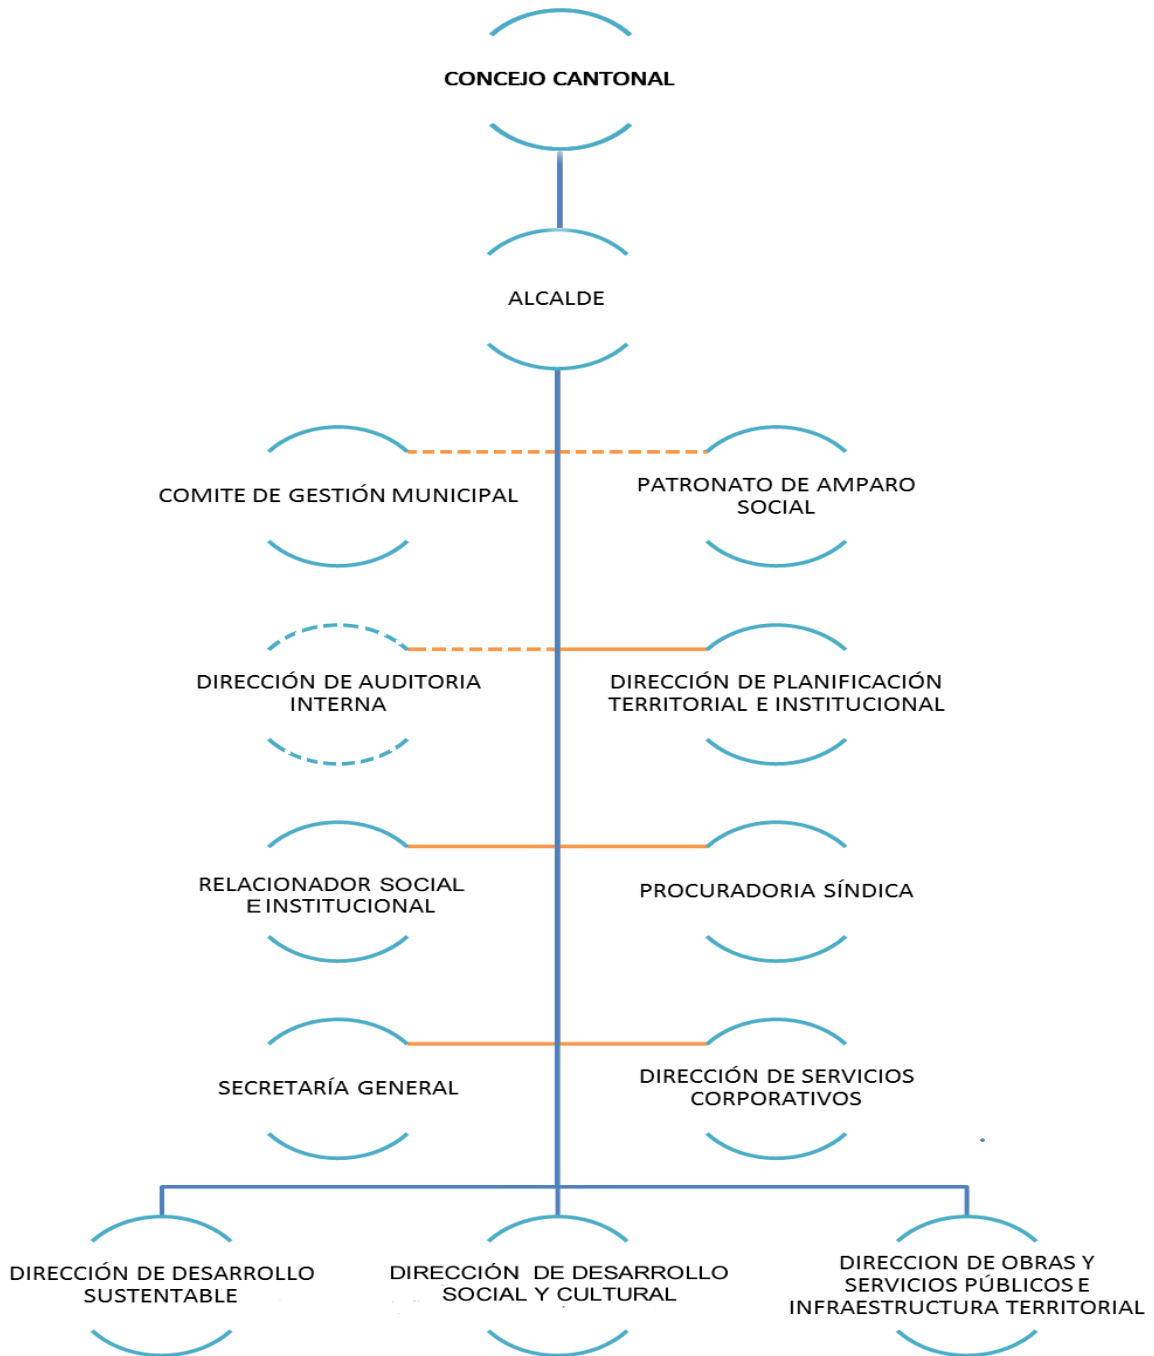 CONCEJO CANTONAL
ALCALDE
COMITE DE GESTIÓN MUNICIPAL
PATRONATO DE AMPARO
SOCIAL
DIRECCIÓN DE AUDITORIA
INTERNA
DIRECCIÓN DE PLANIFICACIÓN
TERRITORIAL E INSTITUCIONAL
RELACIONADOR SOCIAL
E INSTITUCIONAL
PROCURADORIA SÍNDICA
SECRETARÍA GENERAL
DIRECCIÓN DE SERVICIOS
CORPORATIVOS
DIRECCIÓN DE DESARROLLO
SUSTENTABLE
DIRECCIÓN DE DESARROLLO
SOCIAL Y CULTURAL
DIRECCION DE OBRAS Y
SERVICIOS PÚBLICOS E
INFRAESTRUCTURA TERRITORIAL